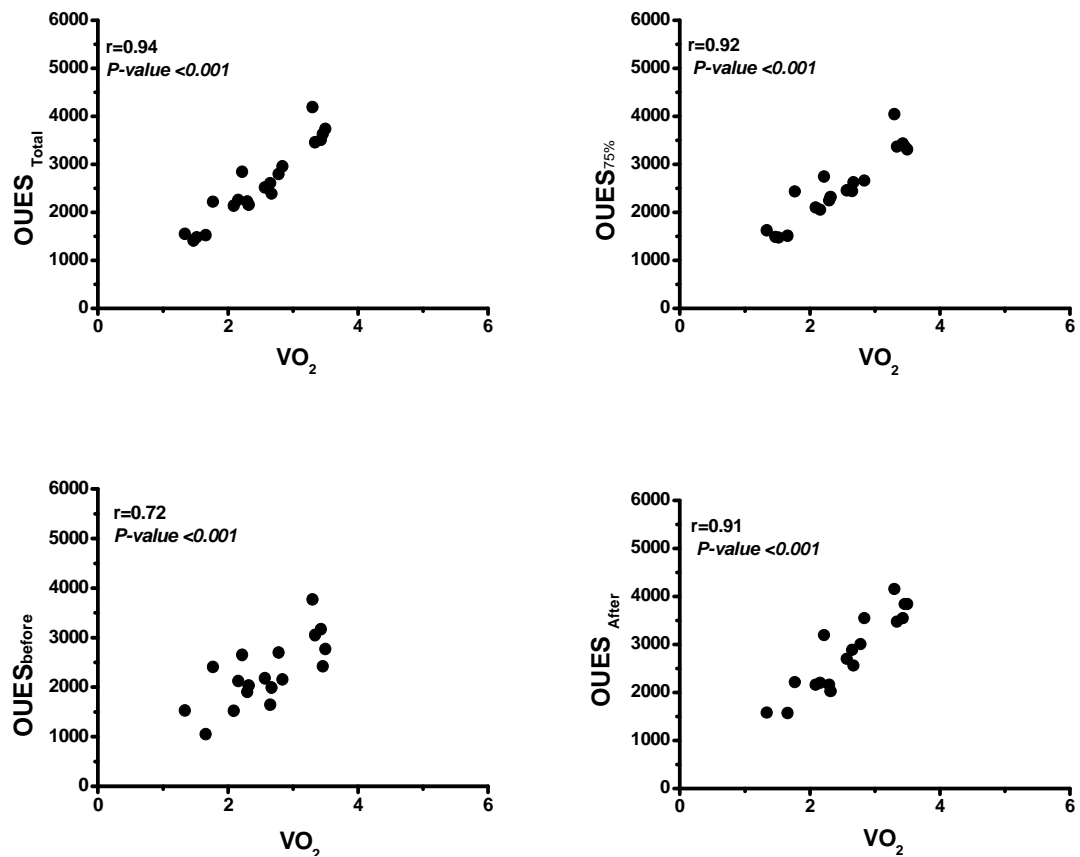 6000
r=0.94
P-value <0.001
5000
4000
3000
2000
1000
0
OUES Total
0 2 4 6
VO2
6000
r=0.92
P-value <0.001
5000
4000
3000
2000
1000
0
OUES75%
0 2 4 6
VO2
6000
r=0.72
P-value <0.001
5000
4000
3000
2000
1000
0
OUESbefore
0 2 4 6
VO2
6000
r=0.91
P-value <0.001
5000
4000
3000
2000
1000
0
OUES After
0 2 4 6
VO2